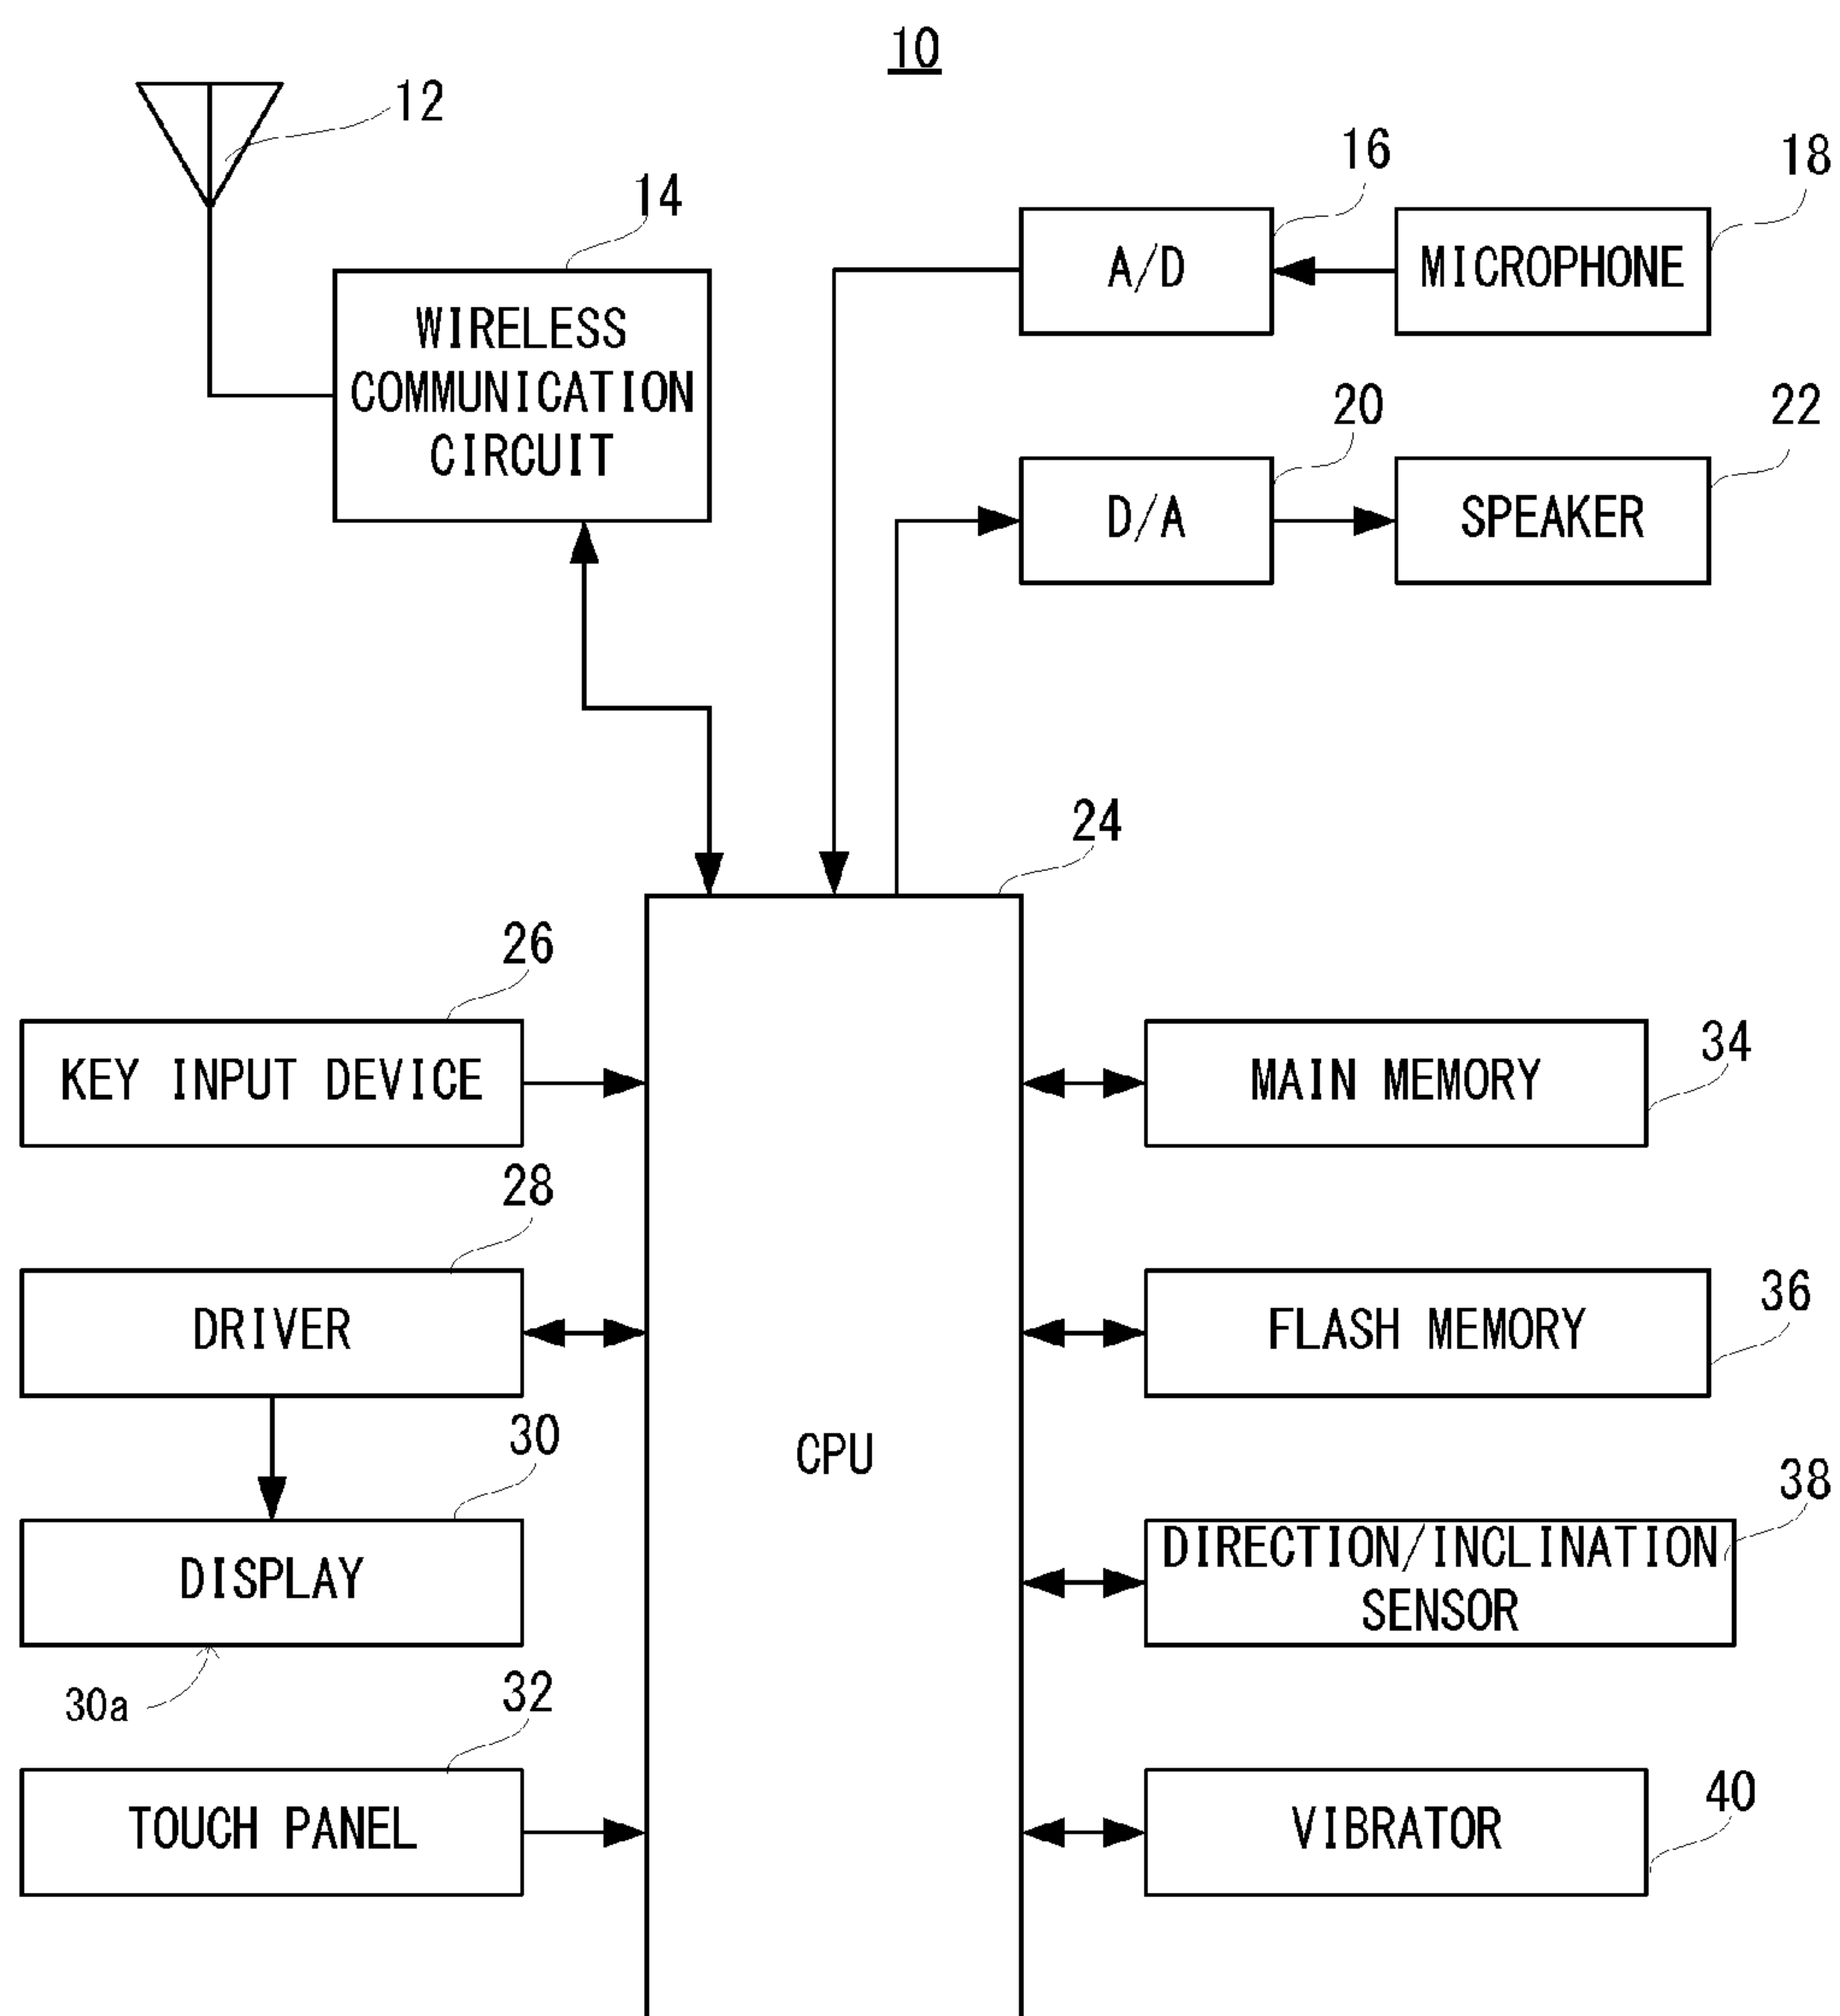 10
12
14
WIRELESS
COMMUNICATION
CIRCUIT
16
A/D
18
MICROPHONE
20
D/A
22
SPEAKER
24
CPU
26
KEY INPUT DEVICE
28
DRIVER
30
DISPLAY
30a
32
TOUCH PANEL
34
MAIN MEMORY
36
FLASH MEMORY
38
DIRECTION/INCLINATION
SENSOR
40
VIBRATOR